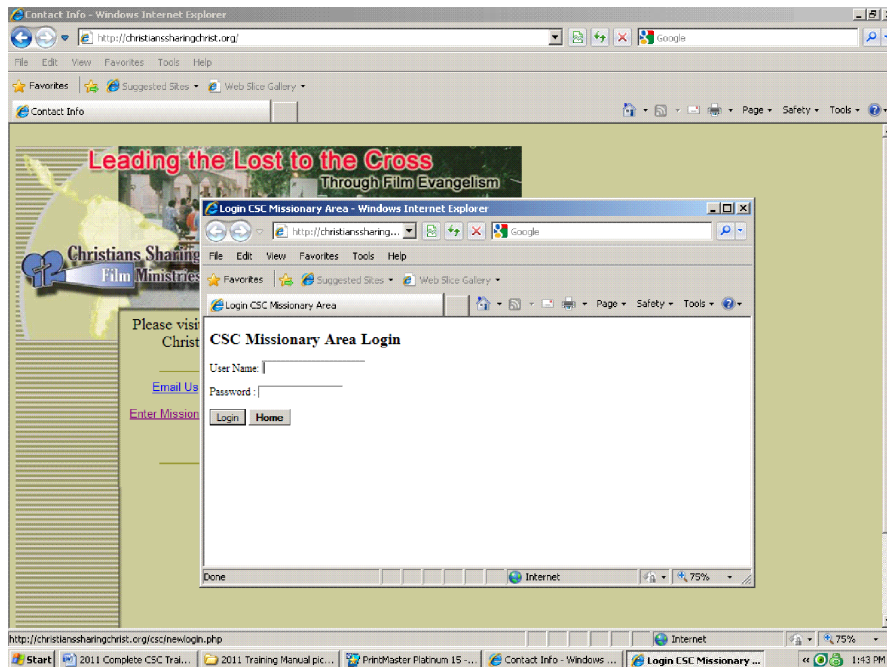 Contact Info - Windows Internet Explorer
http://christianssharingchrist.org/
Google
File Edit View Favorites Tools Help
Favorites Suggested Sites Web Slice Gallery
Contact Info
Page Safety Tools
Leading the Lost to the Cross
Through Film Evangelism
Christians Sharing
Film Ministries
Please visi
Christ
Email Us
Enter Mission
Login CSC Missionary Area - Windows Internet Explorer
http://christianssharing...
Google
File Edit View Favorites Tools Help
Favorites Suggested Sites Web Slice Gallery
Login CSC Missionary Area
Page Safety Tools
CSC Missionary Area Login
User Name:
Password :
Login Home
Done Internet 75%
http://christianssharingchrist.org/csc/newlogin.php Internet 75%
Start 2011 Complete CSC Trai... 2011 Training Manual pic... PrintMaster Platinum 15 -... Contact Info - Windows ... Login CSC Missionary ... 1:43 PM